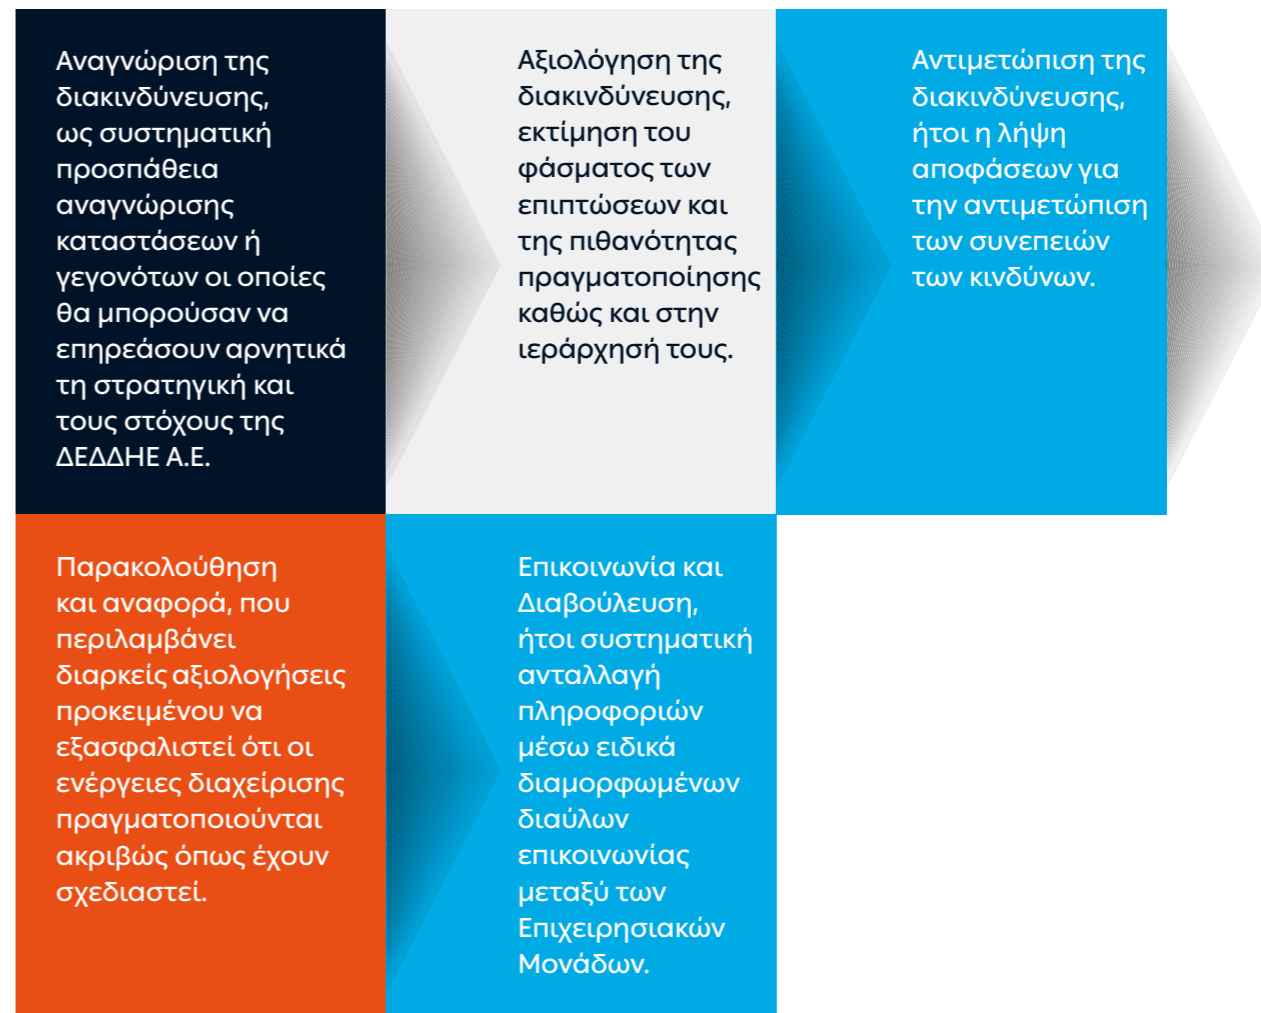 Αναγνώριση της
διακινδύνευσης,
ως συστηματική
προσπάθεια
αναγνώρισης
καταστάσεων ή
γεγονότων οι οποίες
θα μπορούσαν να
επηρεάσουν αρνητικά
τη στρατηγική και
τους στόχους της
ΔΕΔΔΗΕ Α.Ε.
Αξιολόγηση της
διακινδύνευσης,
εκτίμηση του
φάσματος των
επιπτώσεων και
της πιθανότητας
πραγματοποίησης
καθώς και στην
ιεράρχησή τους.
Αντιμετώπιση της
διακινδύνευσης,
ήτοι η λήψη
αποφάσεων για
την αντιμετώπιση
των συνεπειών
των κινδύνων.
Παρακολούθηση
και αναφορά, που
περιλαμβάνει
διαρκείς αξιολογήσεις
προκειμένου να
εξασφαλιστεί ότι οι
ενέργειες διαχείρισης
πραγματοποιούνται
ακριβώς όπως έχουν
σχεδιαστεί.
Επικοινωνία και
Διαβούλευση,
ήτοι συστηματική
ανταλλαγή
πληροφοριών
μέσω ειδικά
διαμορφωμένων
διαύλων
επικοινωνίας
μεταξύ των
Επιχειρησιακών
Μονάδων.